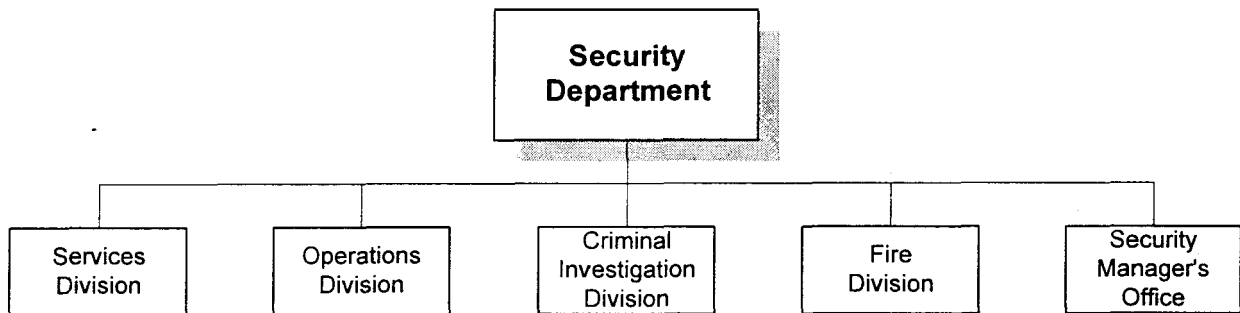 Security
Department
Services
Division
Operations
Division
Criminal
Investigation
Division
Fire
Division
Security
Manager's
Office